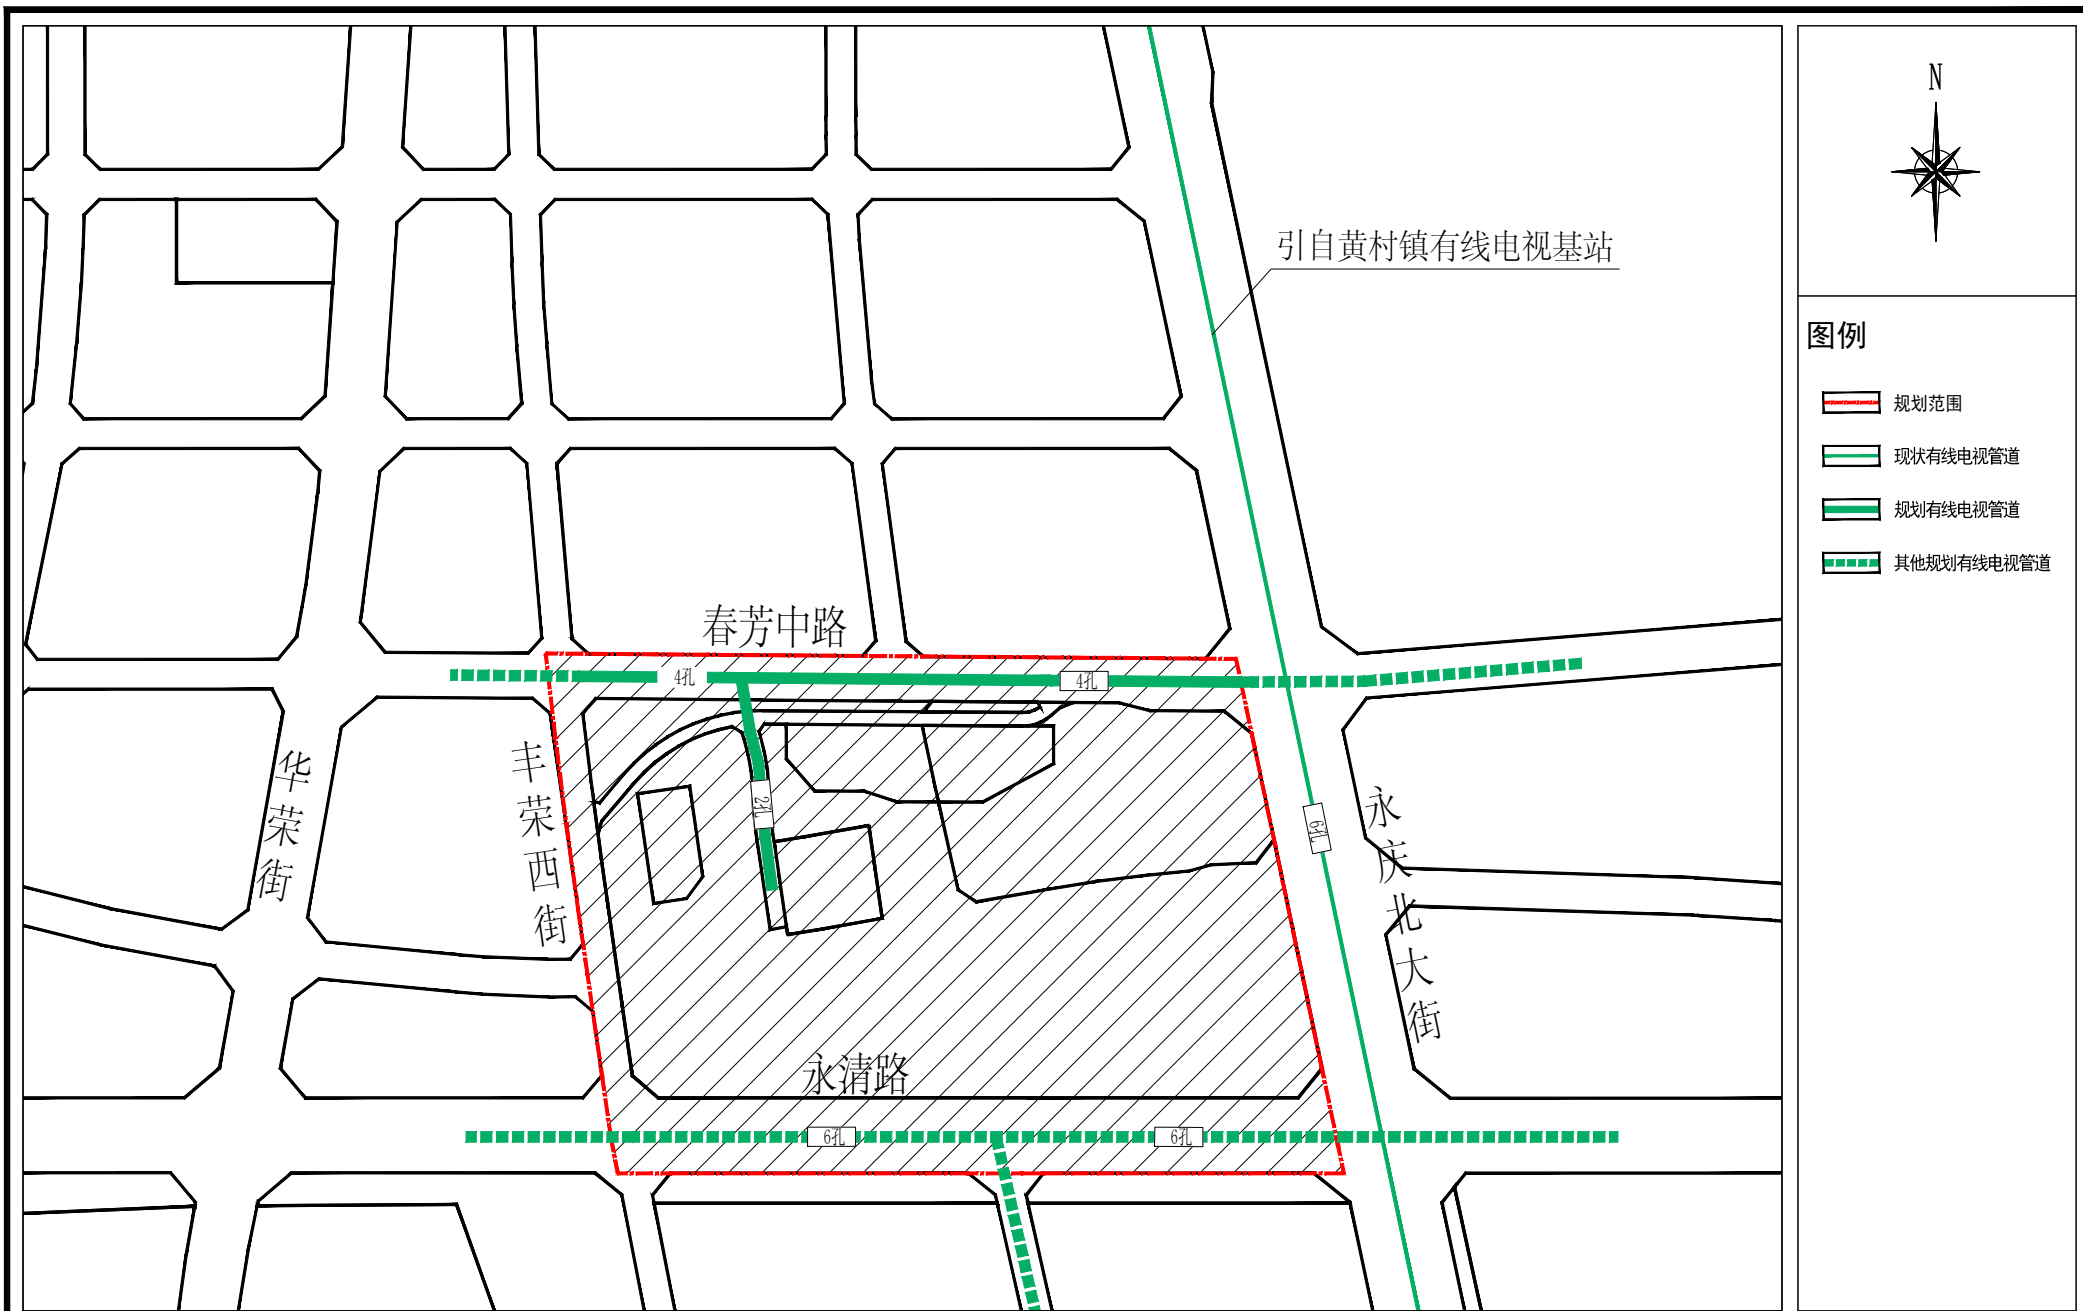 N
引自黄村镇有线电视基站
图例
规划范围
现状有线电视管道
规划有线电视管道
其他规划有线电视管道
春芳中路
4孔
4孔
2孔
6孔
华荣街
丰荣西街
永庆北大街
永清路
6孔
6孔